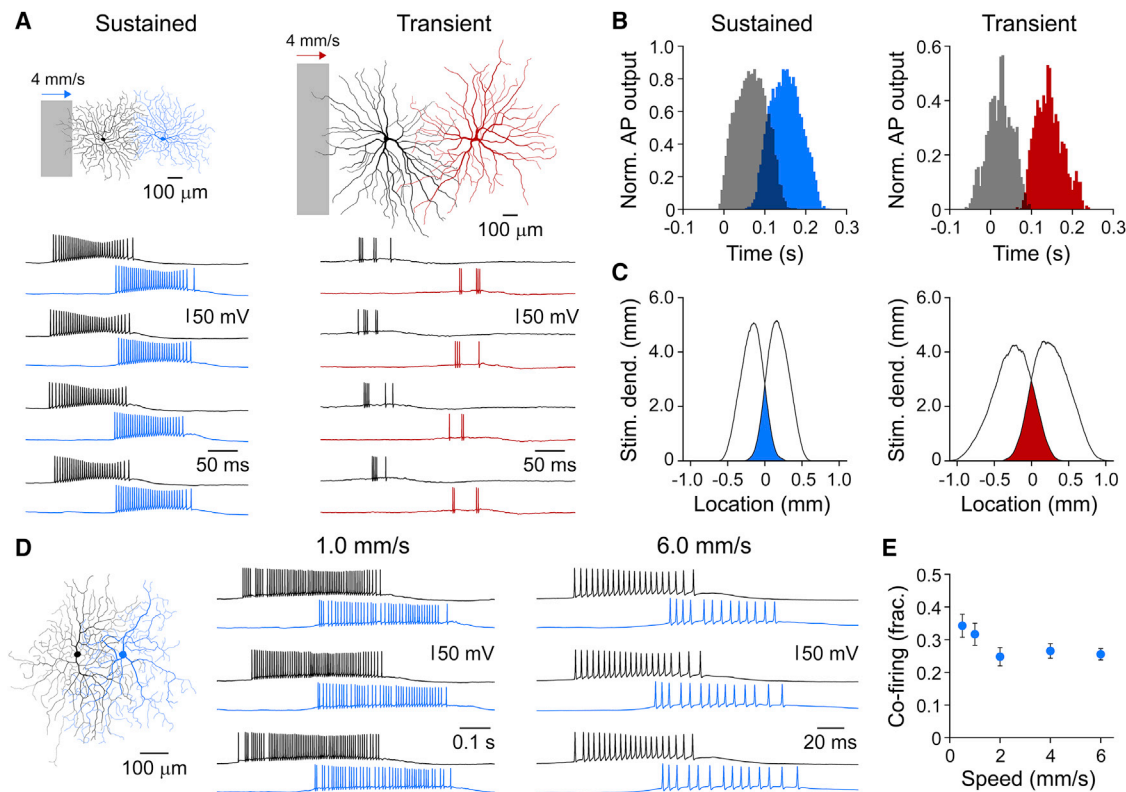 A
Sustained
Transient
4 mm/s
4 mm/s
100 μm
100 μm
50 mV
50 mV
50 ms
50 ms
B
Sustained
Transient
Norm. AP output
1.0
0.8
0.6
0.4
0.2
0
-0.1 0 0.1 0.2 0.3
Time (s)
Norm. AP output
0.8
0.6
0.4
0.2
0
-0.1 0 0.1 0.2 0.3
Time (s)
C
Stim. dend. (mm)
6.0
4.0
2.0
0
-1.0 -0.5 0 0.5 1.0
Location (mm)
Stim. dend. (mm)
6.0
4.0
2.0
0
-1.0 -0.5 0 0.5 1.0
Location (mm)
D
1.0 mm/s
6.0 mm/s
100 μm
50 mV
50 mV
0.1 s
20 ms
E
Co-firing (frac.)
0.5
0.4
0.3
0.2
0.1
0
0 2 4 6
Speed (mm/s)